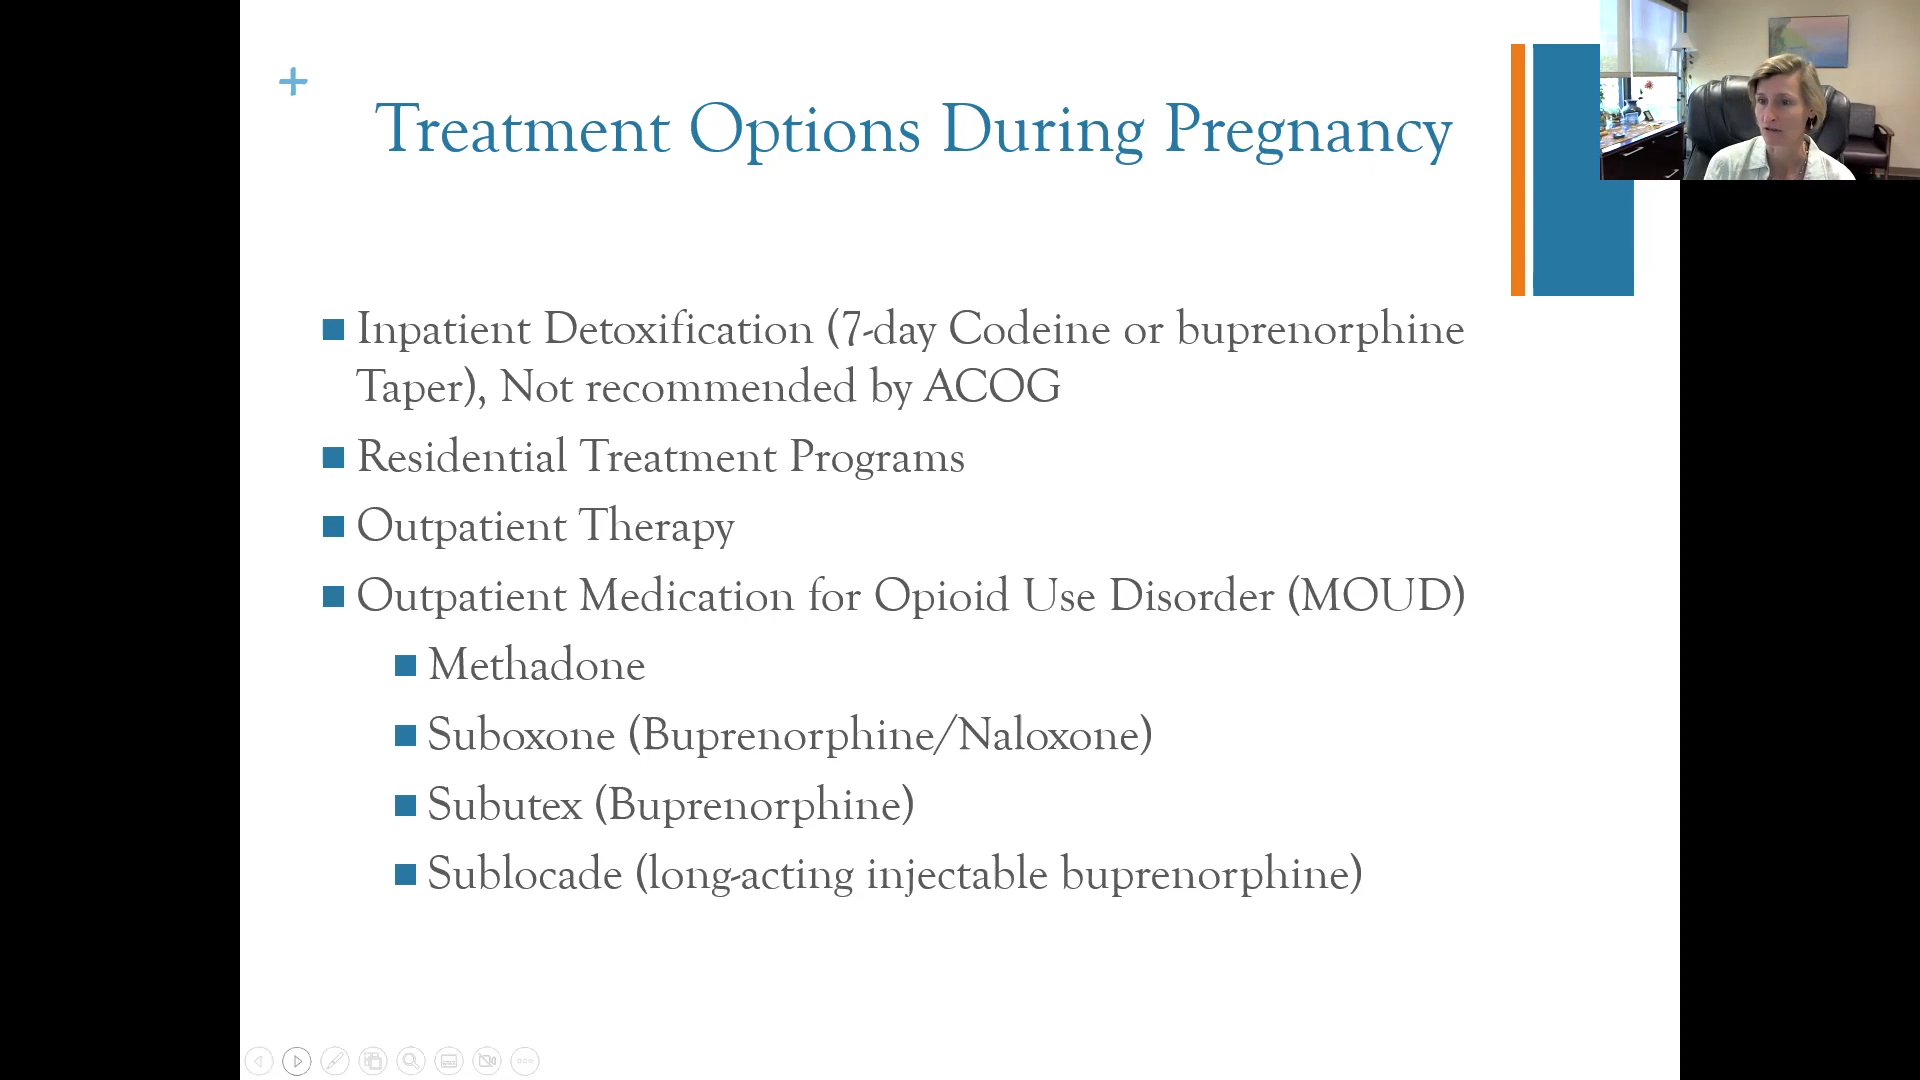 Treatment Options During Pregnancy
Inpatient Detoxification (7-day Codeine or buprenorphine
Taper), Not recommended by ACOG
Residential Treatment Programs
Outpatient Therapy
Outpatient Medication for Opioid Use Disorder (MOUD)
Methadone
Suboxone (Buprenorphine/Naloxone)
Subutex (Buprenorphine)
Sublocade (long-acting injectable buprenorphine)